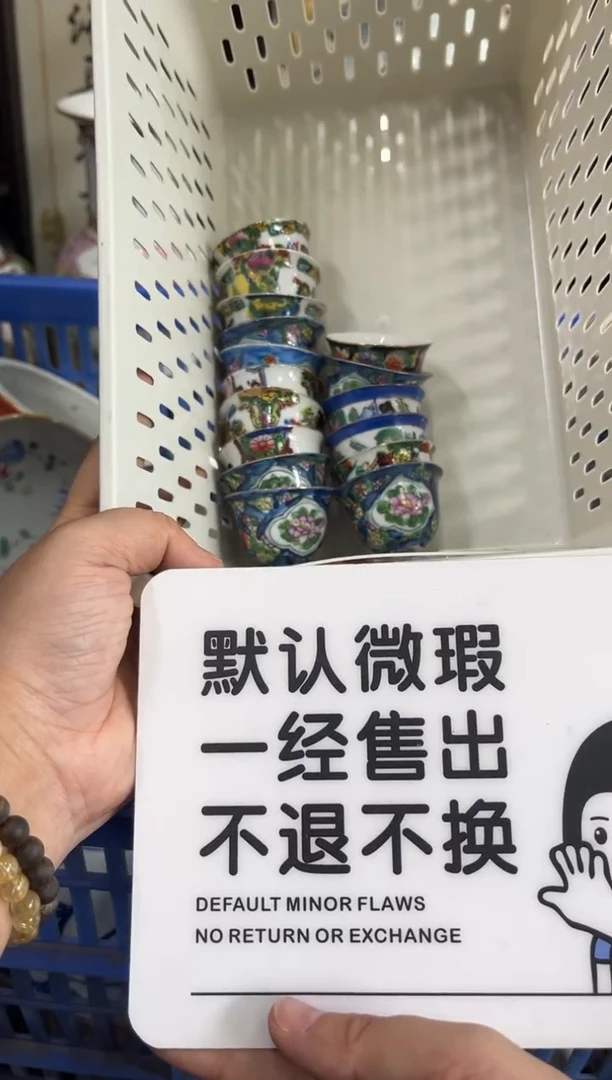 默认微瑕
一经售出
不退不换
DEFAULT MINOR FLAWS
NO RETURN OR EXCHANGE